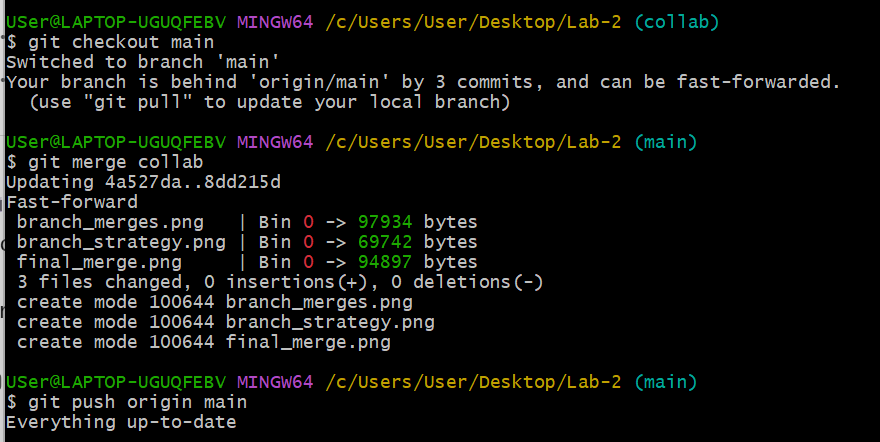 USer@LAPTOP-UGUQFEBV MINGW64 /c/Users/User/Desktop/Lab-2 (collab)
$ git checkout main
Switched to branch 'main'
Your branch is behind 'origin/main' by 3 commits, and can be fast-forwarded.
  (use "git pull" to update your local branch)

USer@LAPTOP-UGUQFEBV MINGW64 /c/Users/User/Desktop/Lab-2 (main)
$ git merge collab
Updating 4a527da..8dd215d
Fast-forward
 branch_merges.png   | Bin 0 -> 97934 bytes
 branch_strategy.png | Bin 0 -> 69742 bytes
 final_merge.png     | Bin 0 -> 94897 bytes
 3 files changed, 0 insertions(+), 0 deletions(-)
 create mode 100644 branch_merges.png
 create mode 100644 branch_strategy.png
 create mode 100644 final_merge.png

USer@LAPTOP-UGUQFEBV MINGW64 /c/Users/User/Desktop/Lab-2 (main)
$ git push origin main
Everything up-to-date